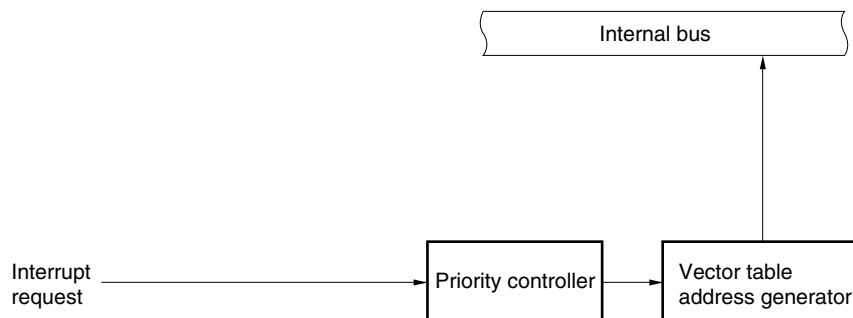 Internal bus
Interrupt
request
Priority controller
Vector table
address generator